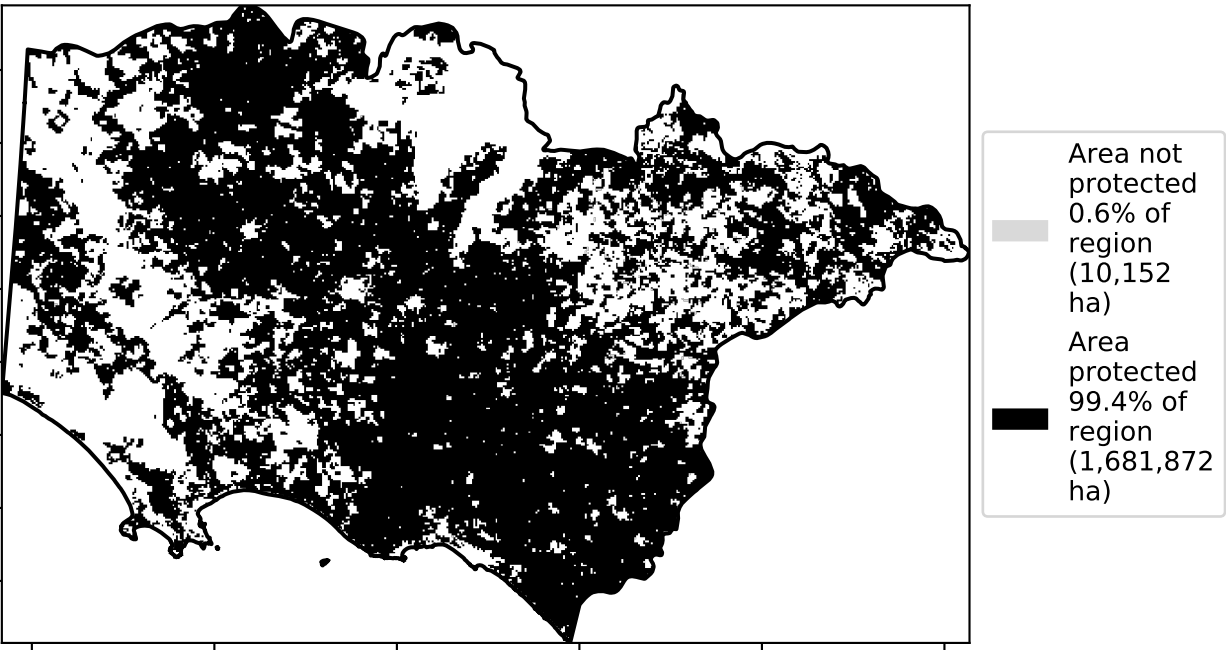 Area not
protected
0.6% of
region
(10,152
ha)
Area
protected
99.4% of
region
(1,681,872
ha)